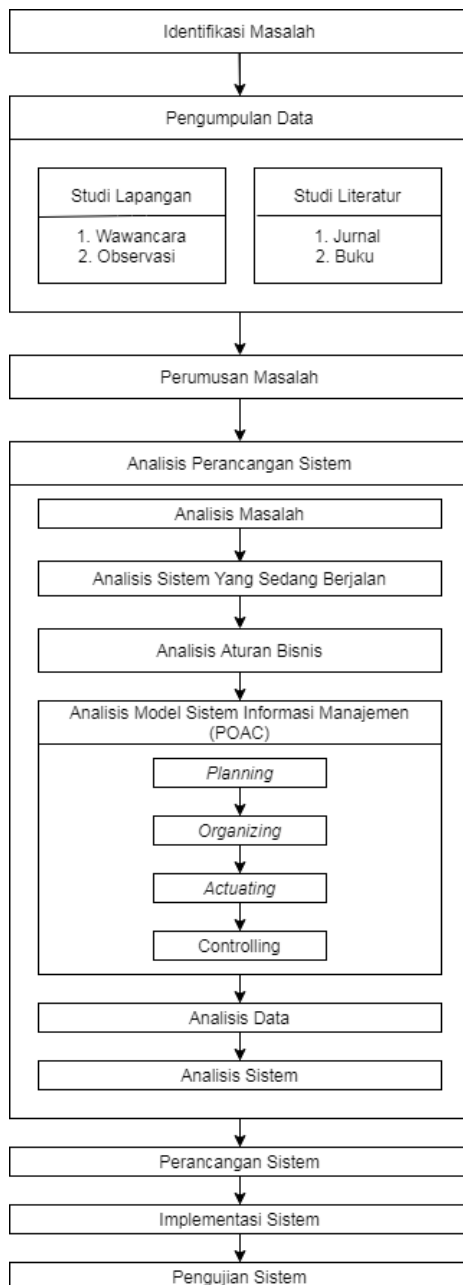 Identifikasi Masalah
Pengumpulan Data
Studi Lapangan
1. Wawancara
2. Observasi
Studi Literatur
1. Jurnal
2. Buku
Perumusan Masalah
Analisis Perancangan Sistem
Analisis Masalah
Analisis Sistem Yang Sedang Berjalan
Analisis Aturan Bisnis
Analisis Model Sistem Informasi Manajemen
(POAC)
Planning
Organizing
Actuating
Controlling
Analisis Data
Analisis Sistem
Perancangan Sistem
Implementasi Sistem
Pengujian Sistem